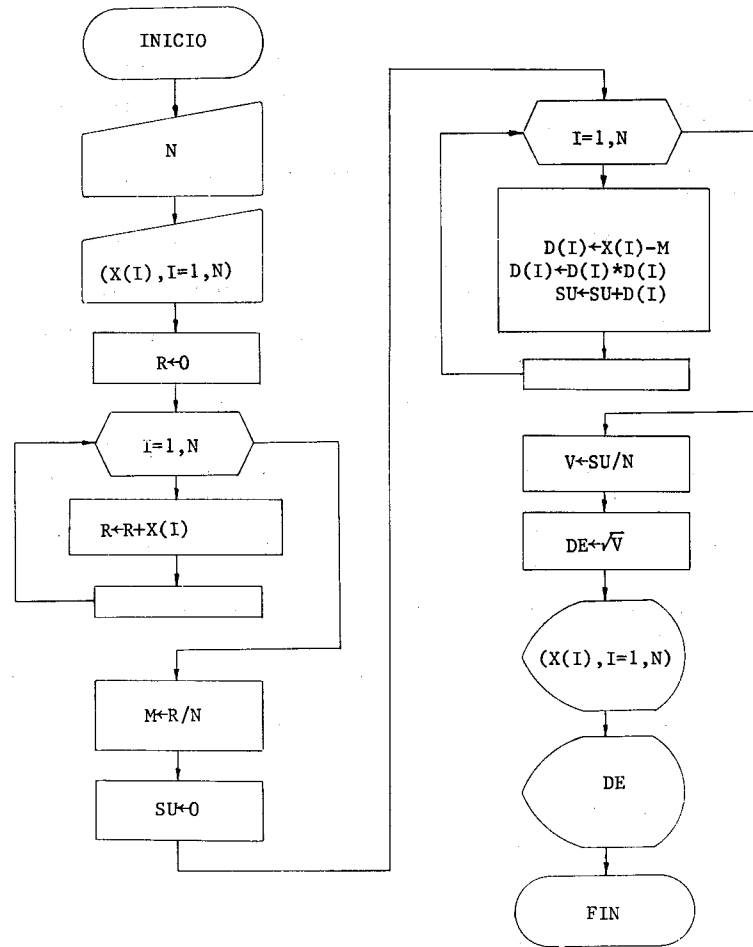 INICIO
N
(X(I),I=1,N)
R←0
I=1,N
R←R+X(I)
M←R/N
SU←0
I=1,N
D(I)←X(I)-M
D(I)←D(I)*D(I)
SU←SU+D(I)
V←SU/N
DE←√V
(X(I),I=1,N)
DE
FIN